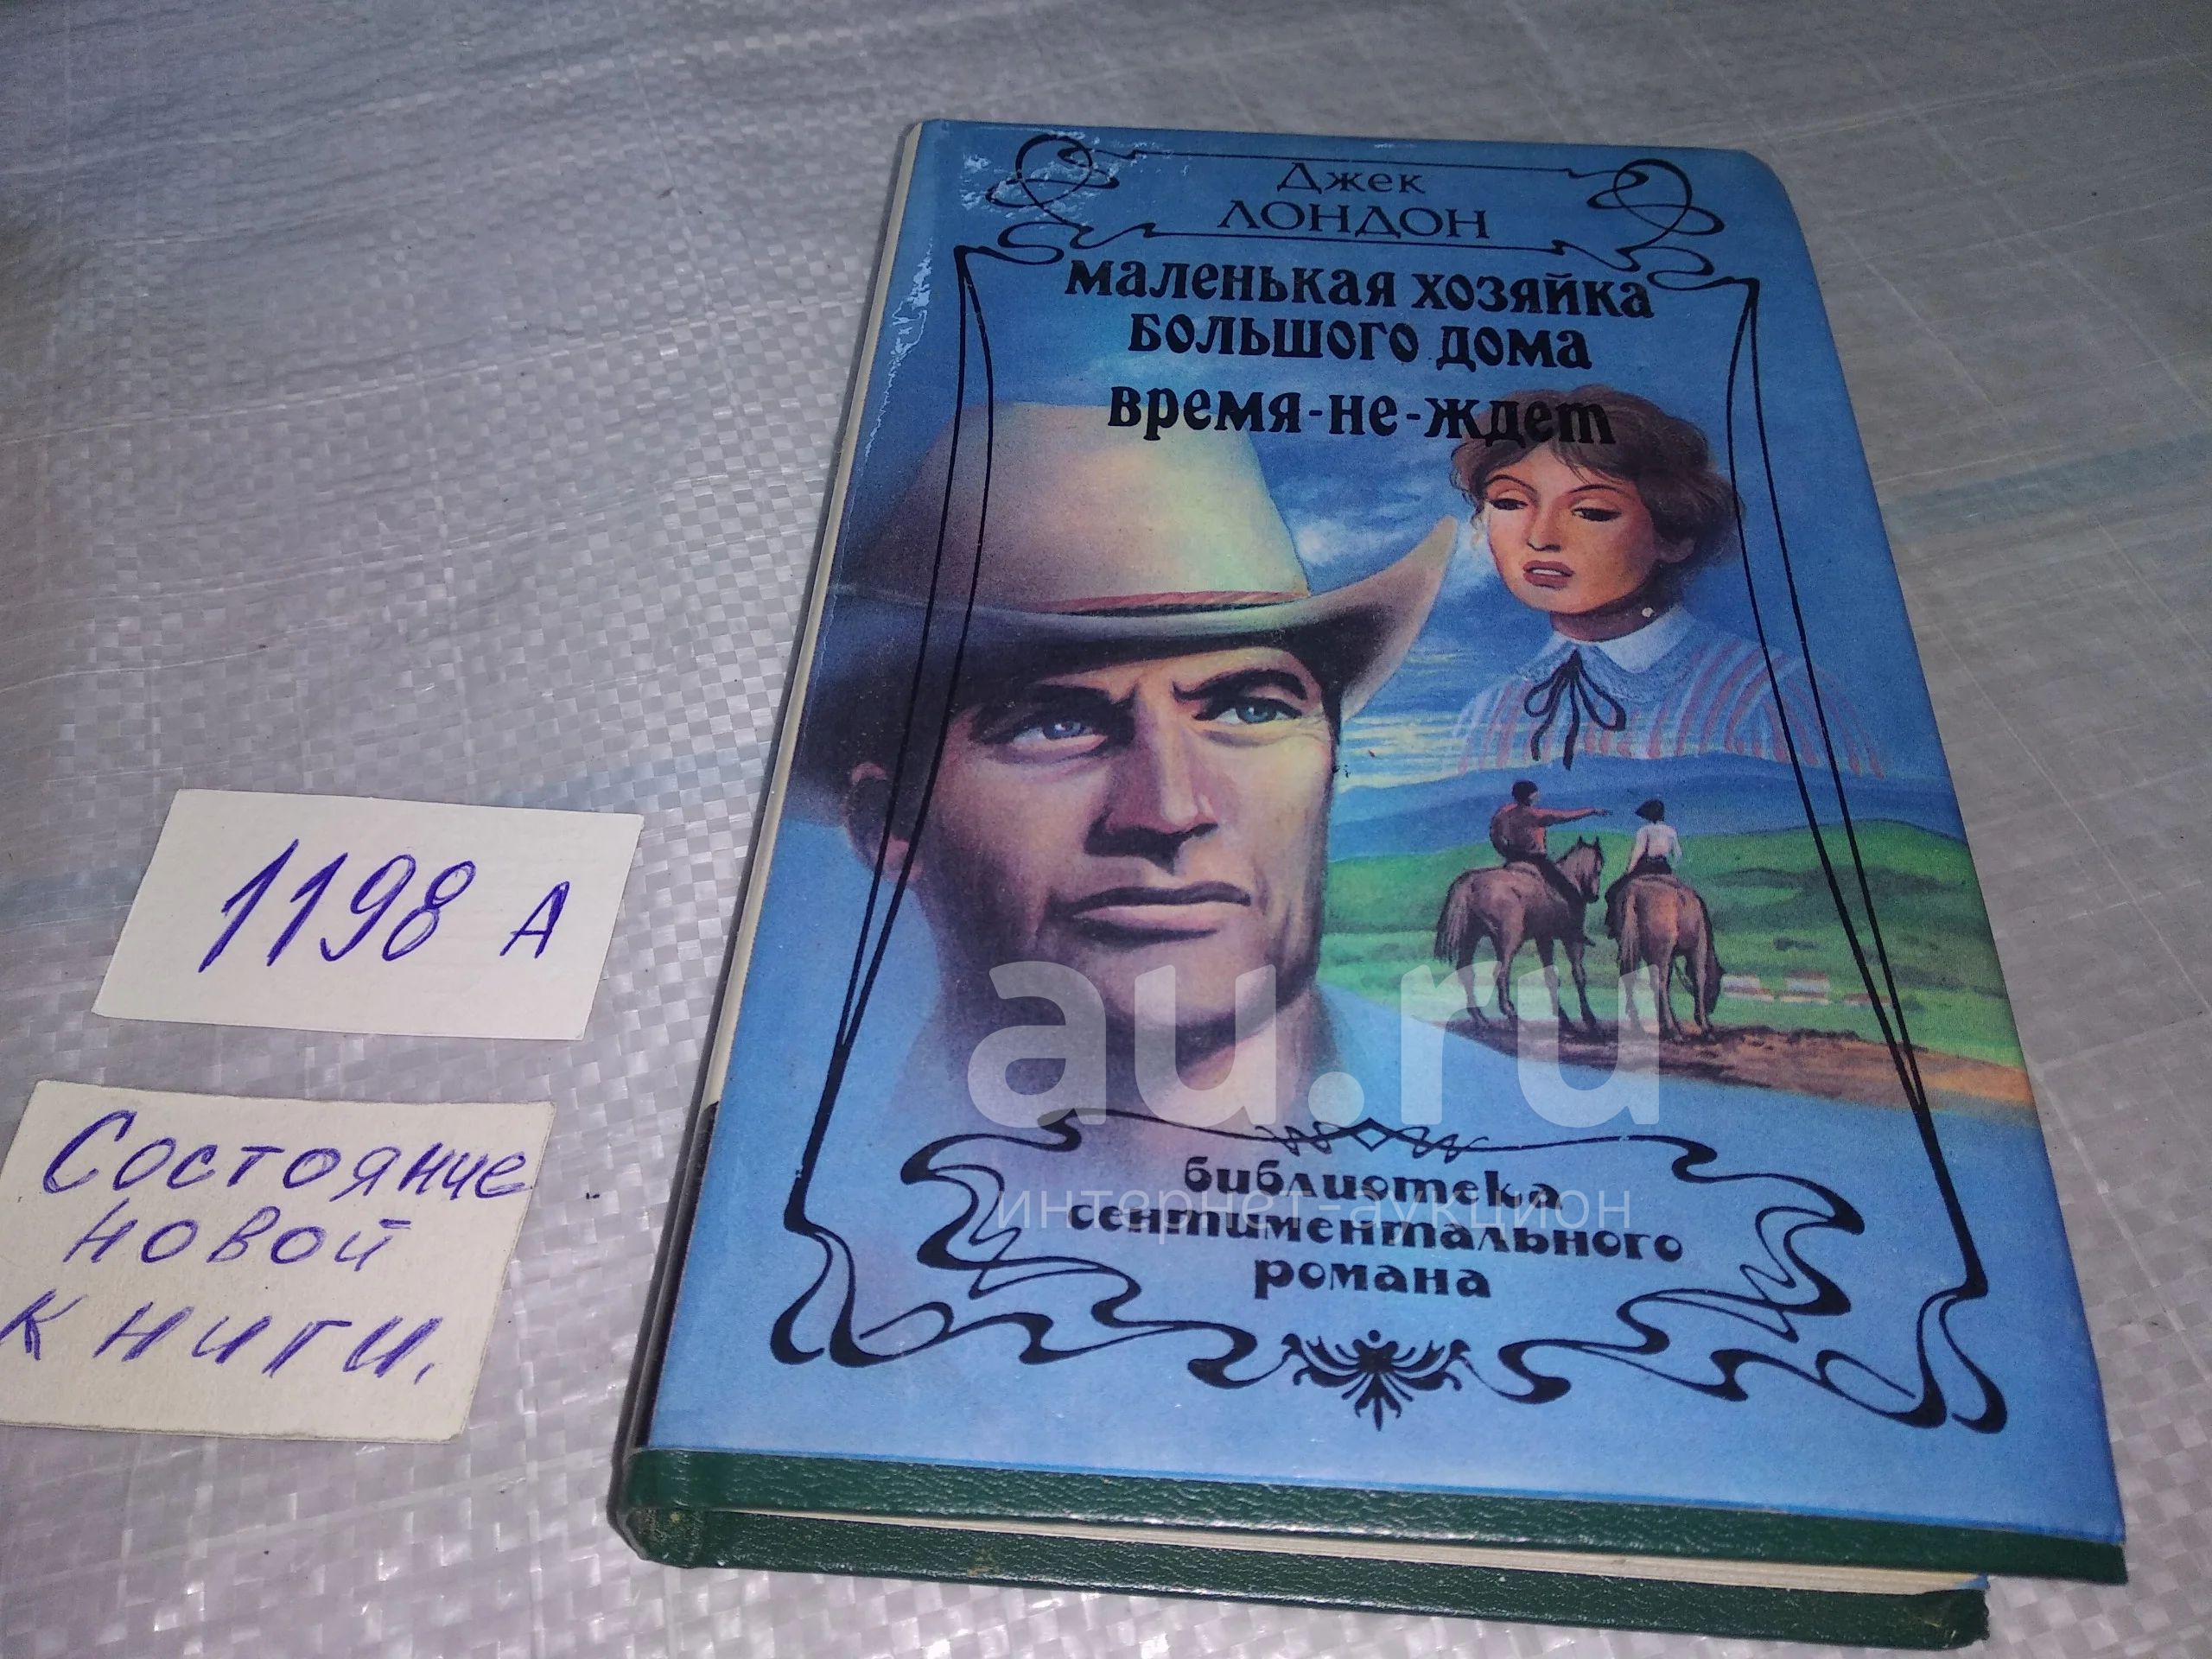 Джек
ЛОНДОН
маленькая хозяйка
большого дома
время-не-ждет
1198 А
Состояние
новой
книги.
au.ru
интернет-аукцион
библиотека
сентиментального
романа